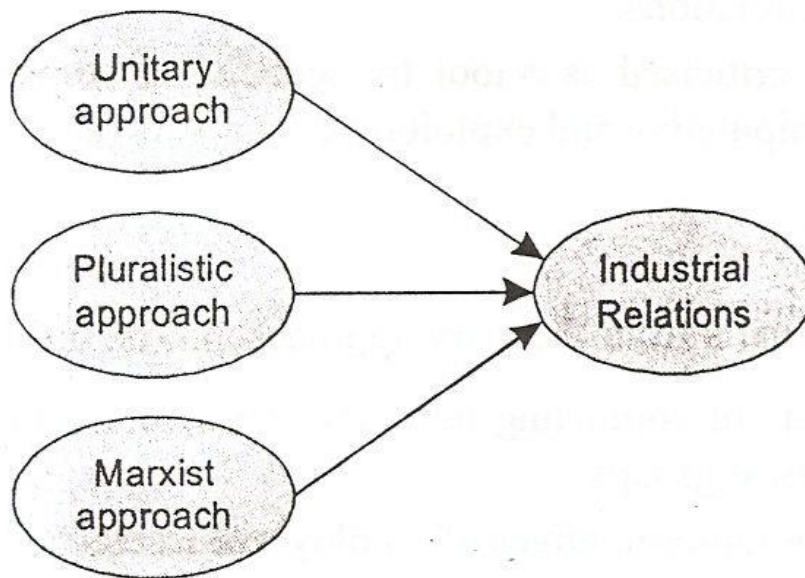 Unitary
approach
Pluralistic
approach
Industrial
Relations
Marxist
approach